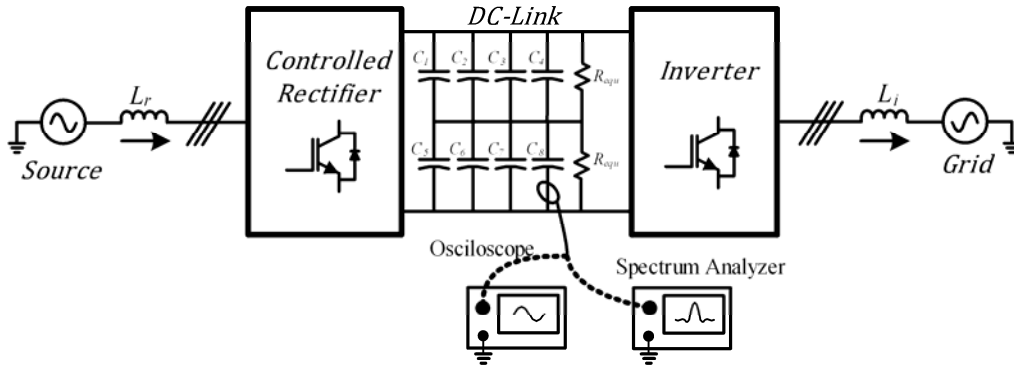 DC-Link
Controlled
Rectifier
C1 C2 C3 C4
Requ
Inverter
Lr
Li
Source
C5 C6 C7 C8
Requ
Grid
Osciloscope
Spectrum Analyzer